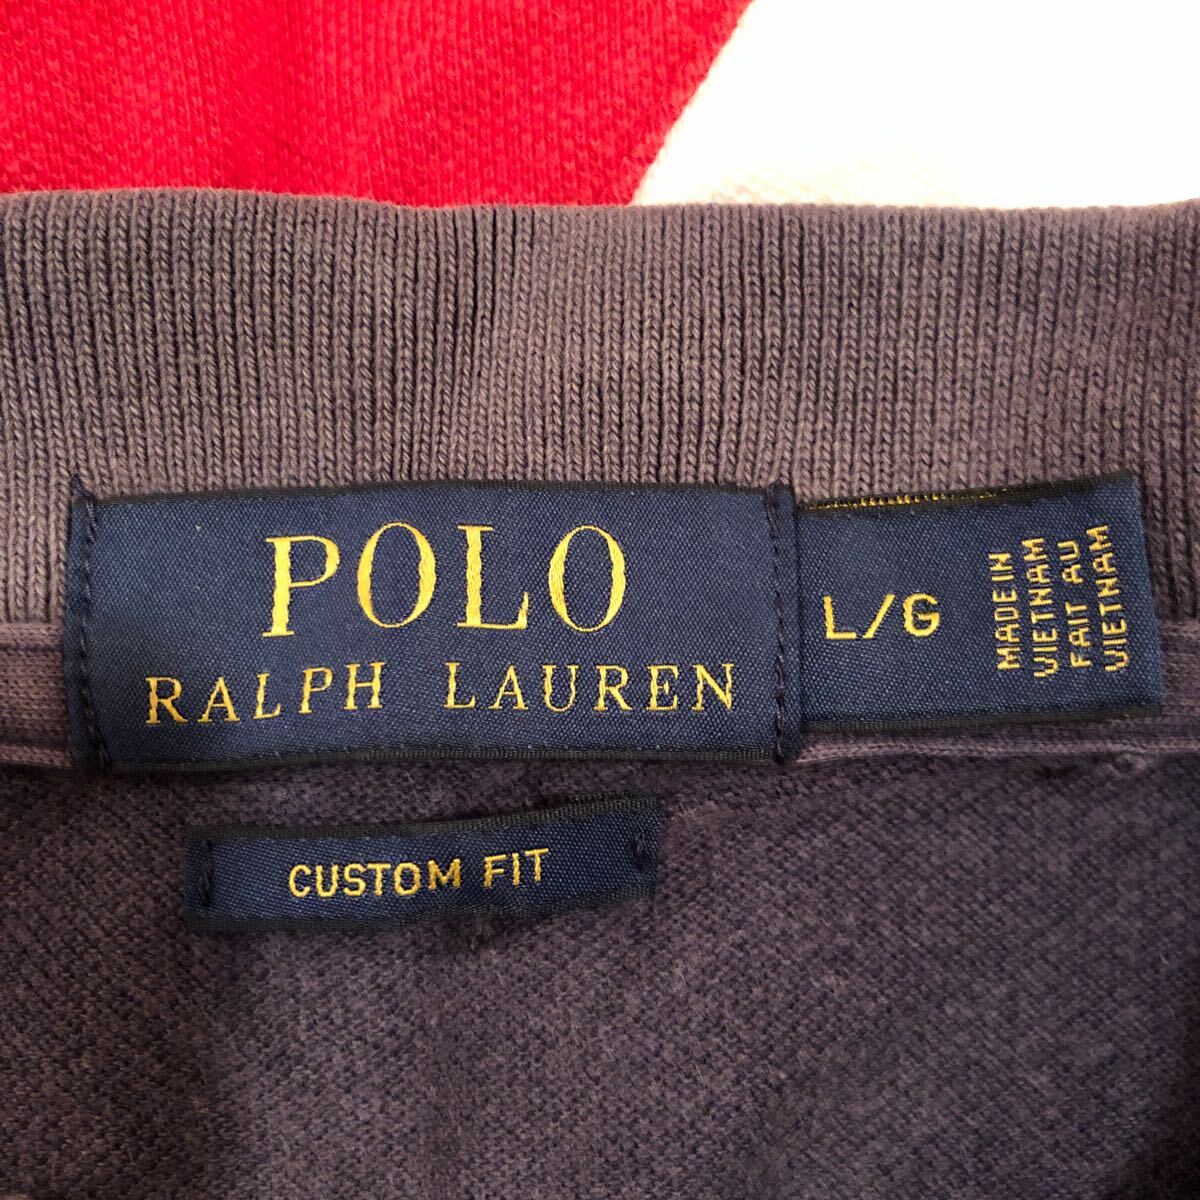 POLO
RALPH LAUREN
L/G
MADE IN
VIETNAM
FAIT AU
VIETNAM
CUSTOM FIT